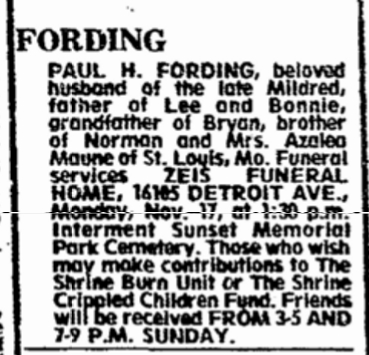 FORDING
PAUL H. FORDING, beloved
husband of the late Mildred,
father of Lee and Bonnie,
grandfather of Bryan, brother
of Norman and Mrs. Azalea
Maune of St. Louis, Mo. Funeral
services ZEIS FUNERAL
HOME, 16105 DETROIT AVE.,
Monday, Nov. 17, at 1:30 p.m.
Interment Sunset Memorial
Park Cemetery. Those who wish
may make contributions to The
Shrine Burn Unit or The Shrine
Crippled Children Fund. Friends
will be received FROM 3-5 AND
7-9 P.M. SUNDAY.